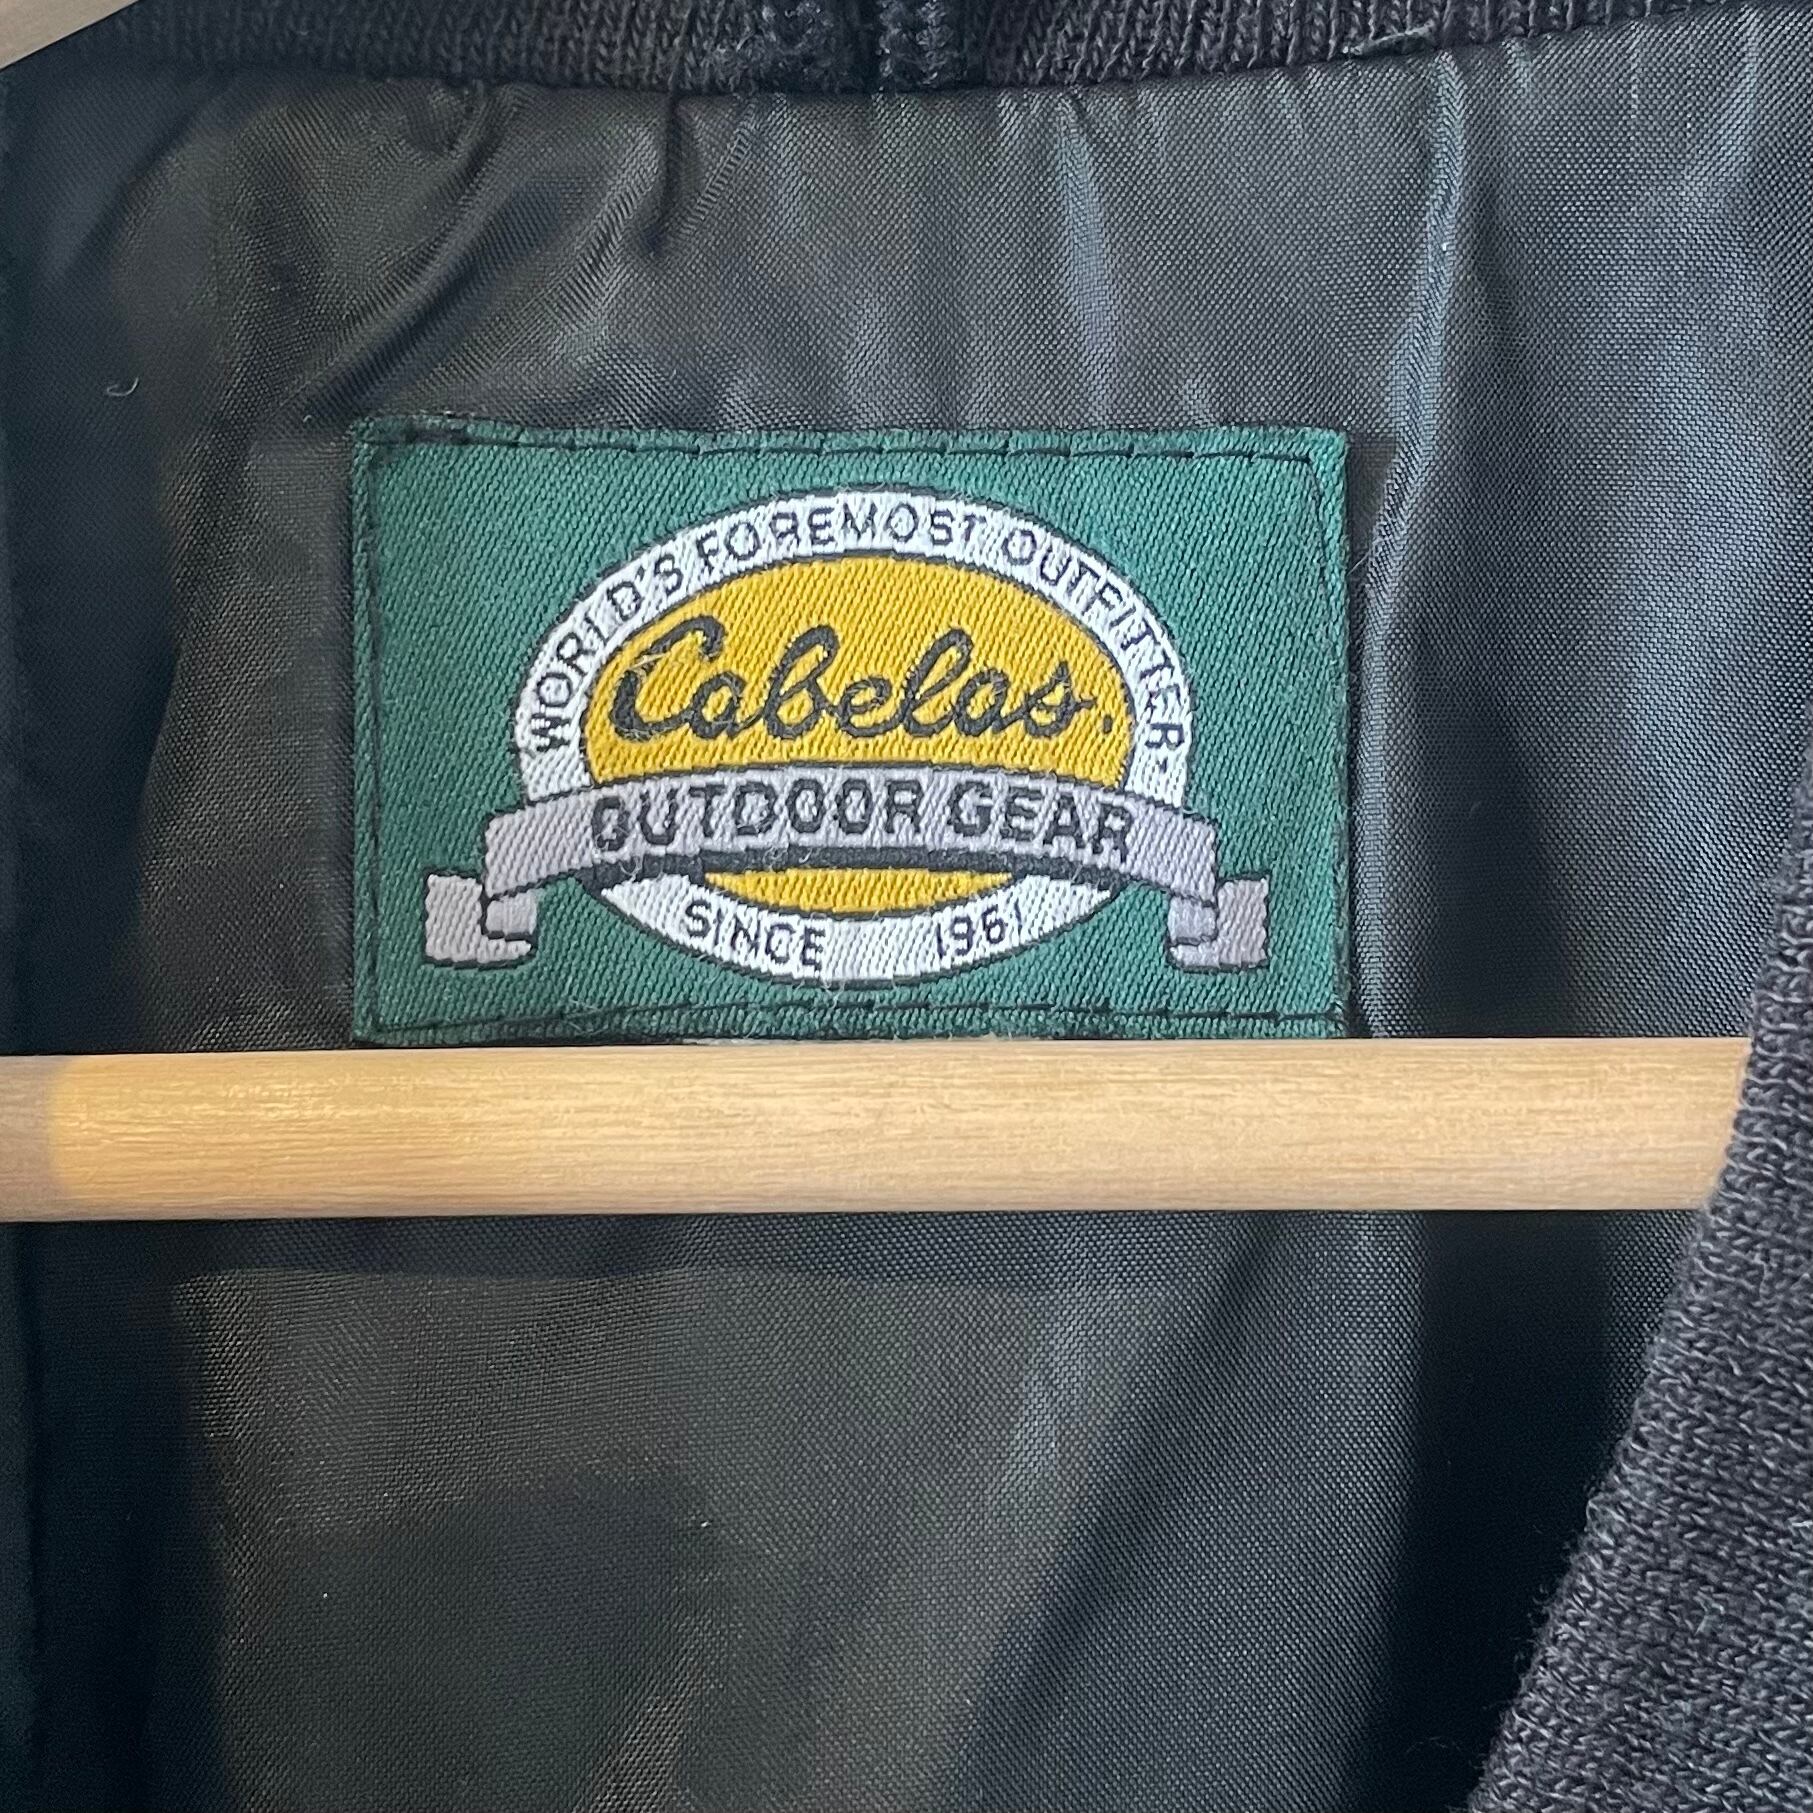 WORLD'S FOREMOST OUTFITTER
Cabelas.
OUTDOOR GEAR
SINCE 1961